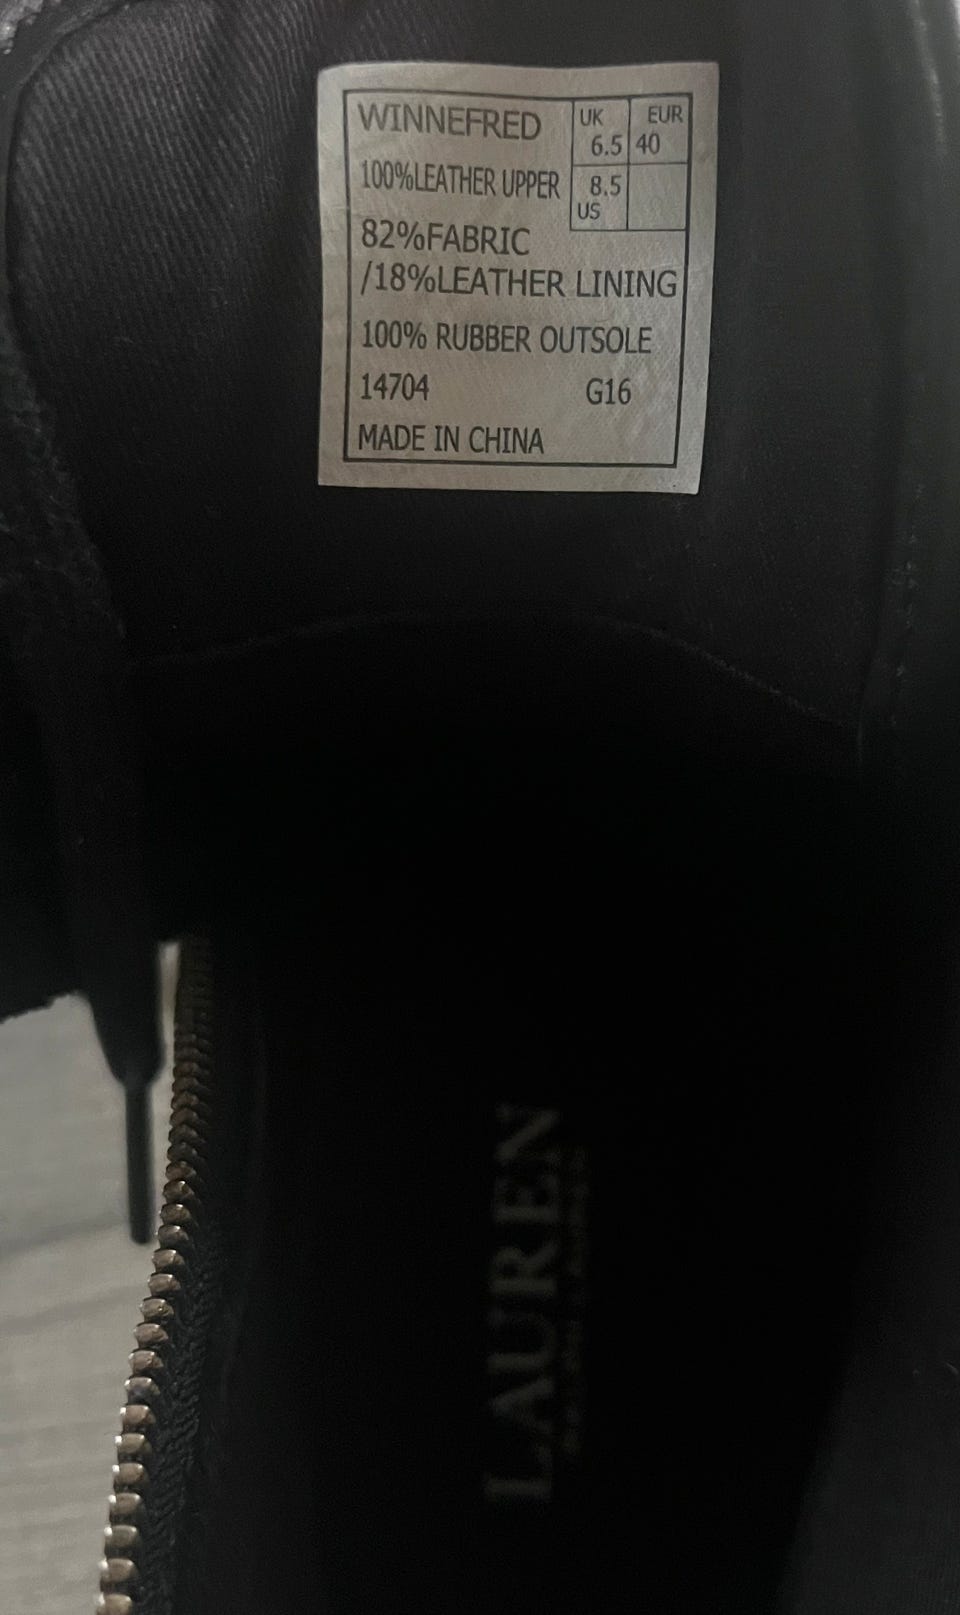 WINNEFRED
UK EUR
6.5 40
100%LEATHER UPPER
8.5
US
82%FABRIC
/18%LEATHER LINING
100% RUBBER OUTSOLE
14704 G16
MADE IN CHINA
LAUREN